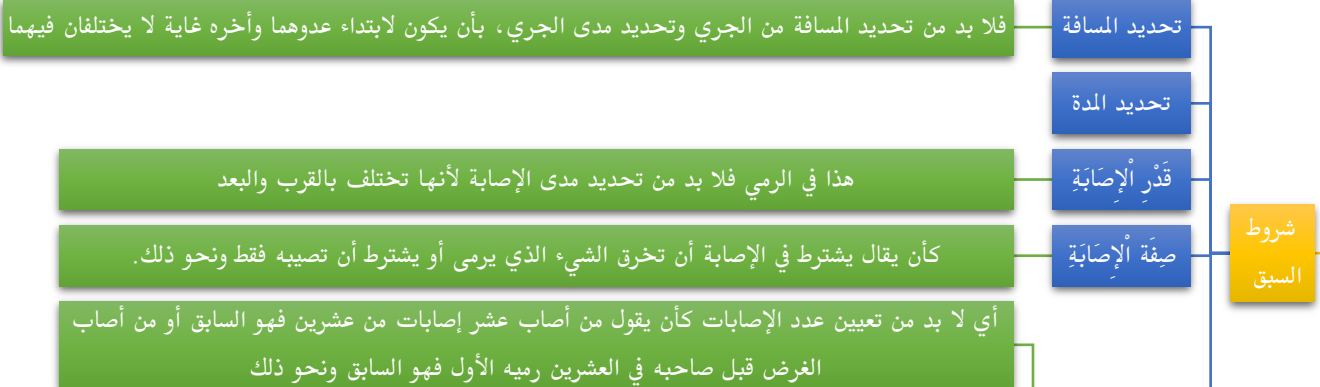 شروط
السبق
تحديد المسافة
فلا بد من تحديد المسافة من الجري وتحديد مدى الجري، بأن يكون لابتداء عدوهما وأخره غاية لا يختلفان فيهما
تحديد المدة
قَدْرِ اْلإِصَابَةِ
هذا في الرمي فلا بد من تحديد مدى الإصابة لأنها تختلف بالقرب والبعد
صِفَة اْلإِصَابَةِ
كأن يقال يشترط في الإصابة أن تخرق الشيء الذي يرمى أو يشترط أن تصيبه فقط ونحو ذلك.
أي لا بد من تعيين عدد الإصابات كأن يقول من أصاب عشر إصابات من عشرين فهو السابق أو من أصاب
الغرض قبل صاحبه في العشرين رميه الأول فهو السابق ونحو ذلك